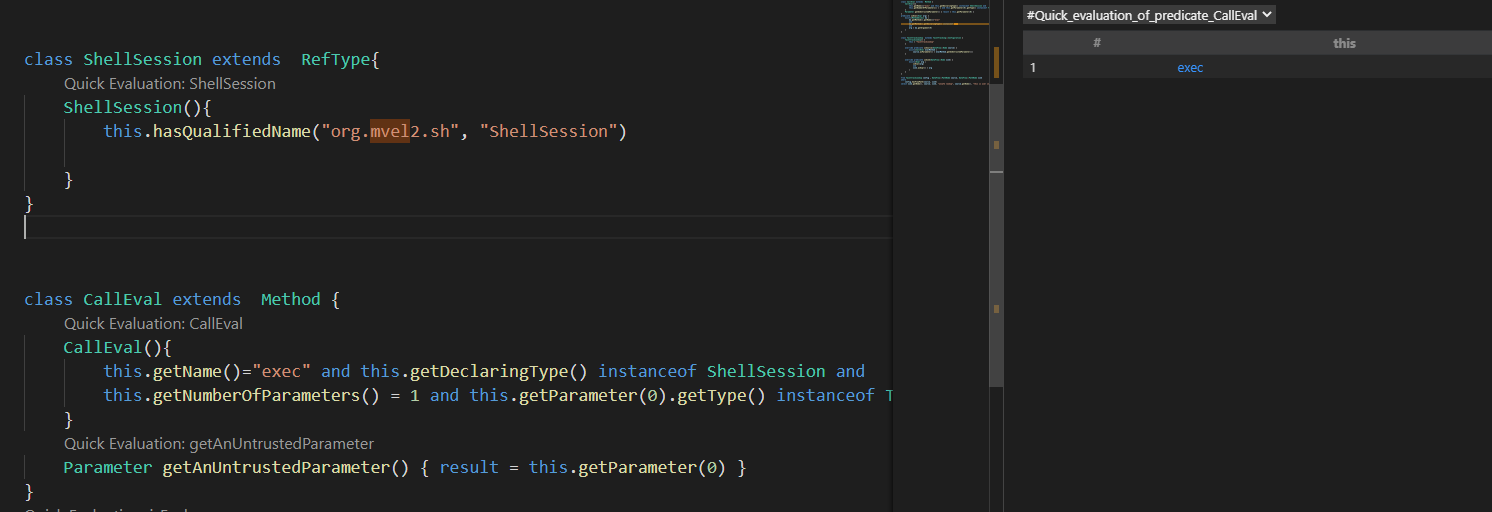 class ShellSession extends  RefType{
Quick Evaluation: ShellSession
ShellSession(){
this.hasQualifiedName("org.mvel2.sh", "ShellSession")
}
}
class CallEval extends  Method {
Quick Evaluation: CallEval
CallEval(){
this.getName()="exec" and this.getDeclaringType() instanceof ShellSession and
this.getNumberOfParameters() = 1 and this.getParameter(0).getType() instanceof T
}
Quick Evaluation: getAnUntrustedParameter
Parameter getAnUntrustedParameter() { result = this.getParameter(0) }
}
#Quick_evaluation_of_predicate_CallEval
# this
1 exec